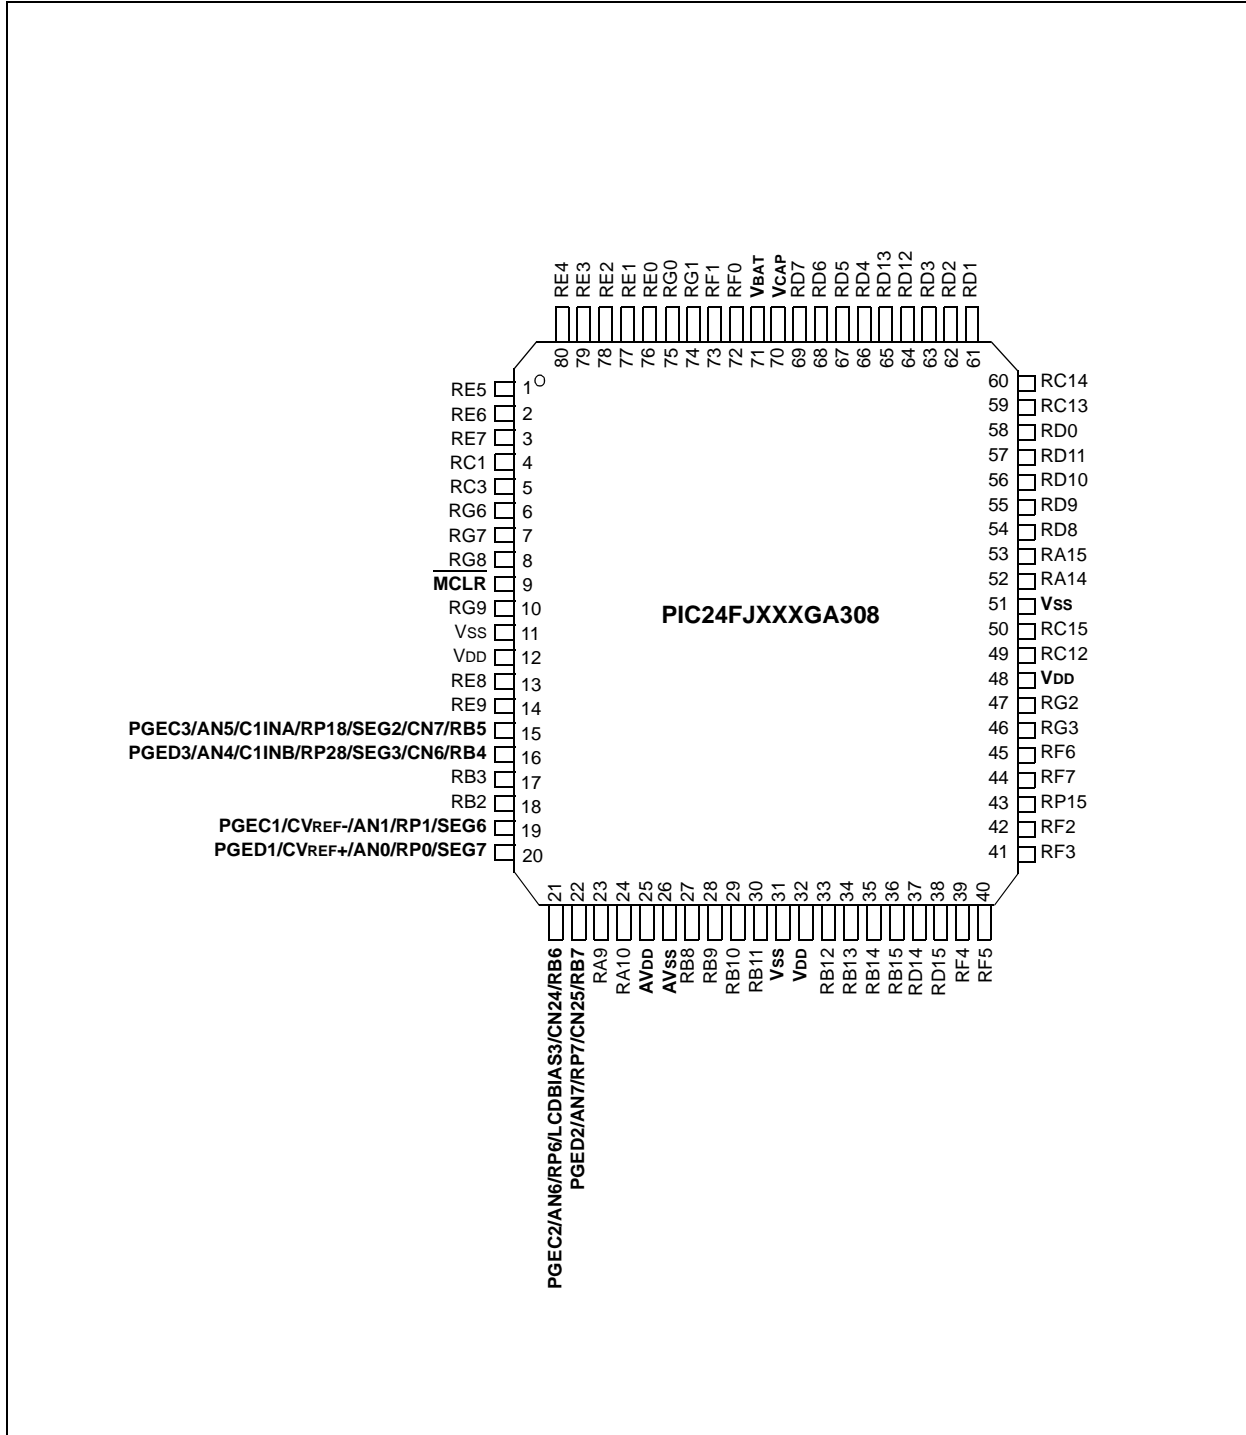 RE4
RE3
RE2
RE1
RE0
RG0
RG1
RF1
RF0
VBAT
VCAP
RD7
RD6
RD5
RD4
RD13
RD12
RD3
RD2
RD1
80
79
78
77
76
75
74
73
72
71
70
69
68
67
66
65
64
63
62
61
RE5 1
RE6 2
RE7 3
RC1 4
RC3 5
RG6 6
RG7 7
RG8 8
MCLR 9
RG9 10
VSS 11
VDD 12
RE8 13
RE9 14
PGEC3/AN5/C1INA/RP18/SEG2/CN7/RB5 15
PGED3/AN4/C1INB/RP28/SEG3/CN6/RB4 16
RB3 17
RB2 18
PGEC1/CVREF-/AN1/RP1/SEG6 19
PGED1/CVREF+/AN0/RP0/SEG7 20
PIC24FJXXXGA308
60 RC14
59 RC13
58 RD0
57 RD11
56 RD10
55 RD9
54 RD8
53 RA15
52 RA14
51 VSS
50 RC15
49 RC12
48 VDD
47 RG2
46 RG3
45 RF6
44 RF7
43 RP15
42 RF2
41 RF3
21
22
23
24
25
26
27
28
29
30
31
32
33
34
35
36
37
38
39
40
PGEC2/AN6/RP6/LCDBIAS3/CN24/RB6
PGED2/AN7/RP7/CN25/RB7
RA9
RA10
AVDD
AVSS
RB8
RB9
RB10
RB11
VSS
VDD
RB12
RB13
RB14
RB15
RD14
RD15
RF4
RF5